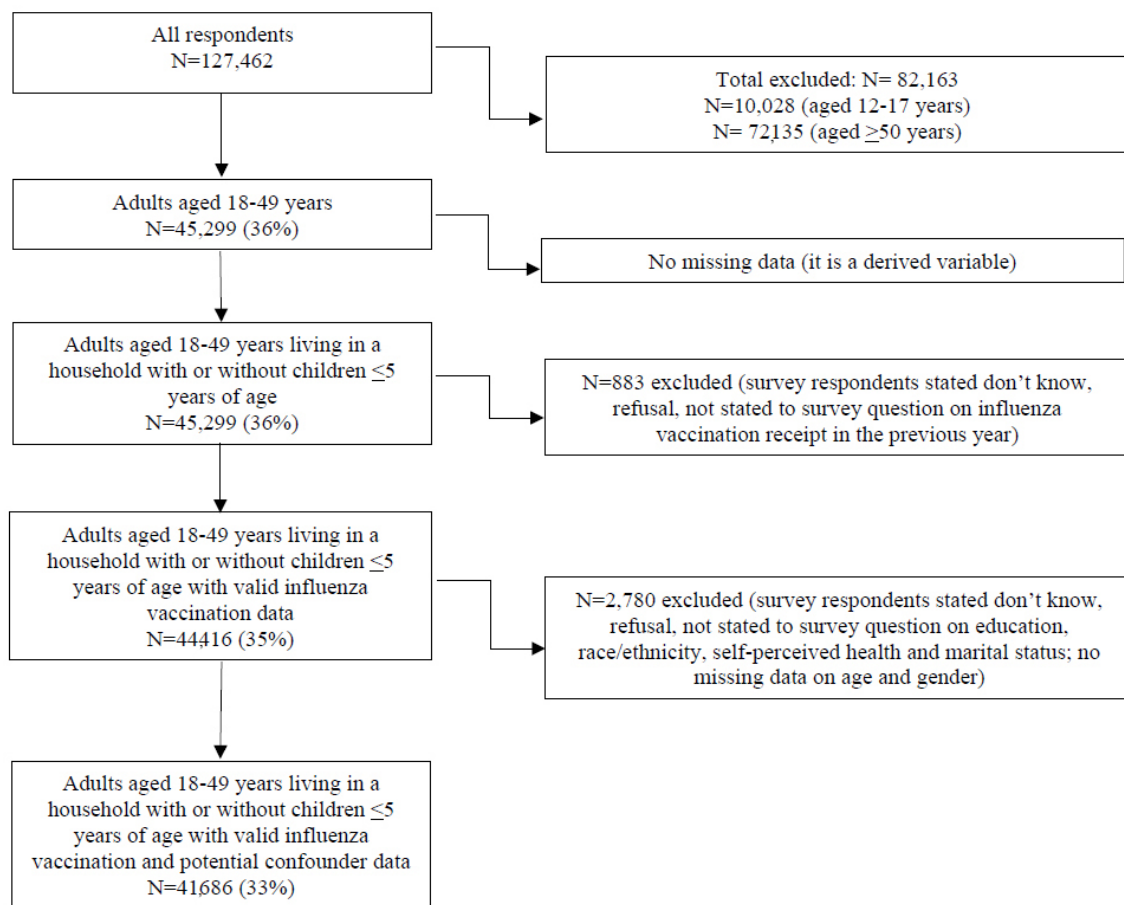 All respondents
N=127,462
Total excluded: N= 82,163
N=10,028 (aged 12-17 years)
N= 72,135 (aged ≥50 years)
Adults aged 18-49 years
N=45,299 (36%)
No missing data (it is a derived variable)
Adults aged 18-49 years living in a
household with or without children ≤5
years of age
N=45,299 (36%)
N=883 excluded (survey respondents stated don’t know,
refusal, not stated to survey question on influenza
vaccination receipt in the previous year)
Adults aged 18-49 years living in a
household with or without children ≤5
years of age with valid influenza
vaccination data
N=44,416 (35%)
N=2,780 excluded (survey respondents stated don’t know,
refusal, not stated to survey question on education,
race/ethnicity, self-perceived health and marital status; no
missing data on age and gender)
Adults aged 18-49 years living in a
household with or without children ≤5
years of age with valid influenza
vaccination and potential confounder data
N=41,686 (33%)